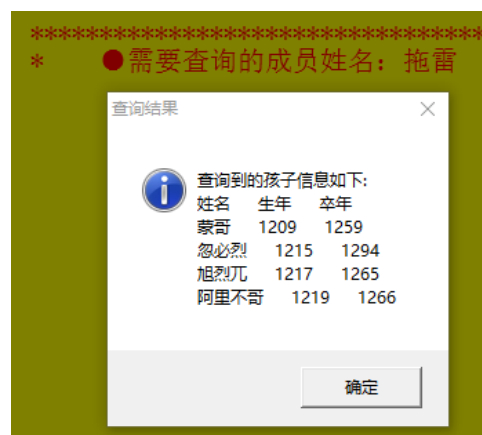 ***********************************
* ●需要查询的成员姓名：拖雷
查询结果
查询到的孩子信息如下:
姓名 生年 卒年
蒙哥 1209 1259
忽必烈 1215 1294
旭烈兀 1217 1265
阿里不哥 1219 1266
确定